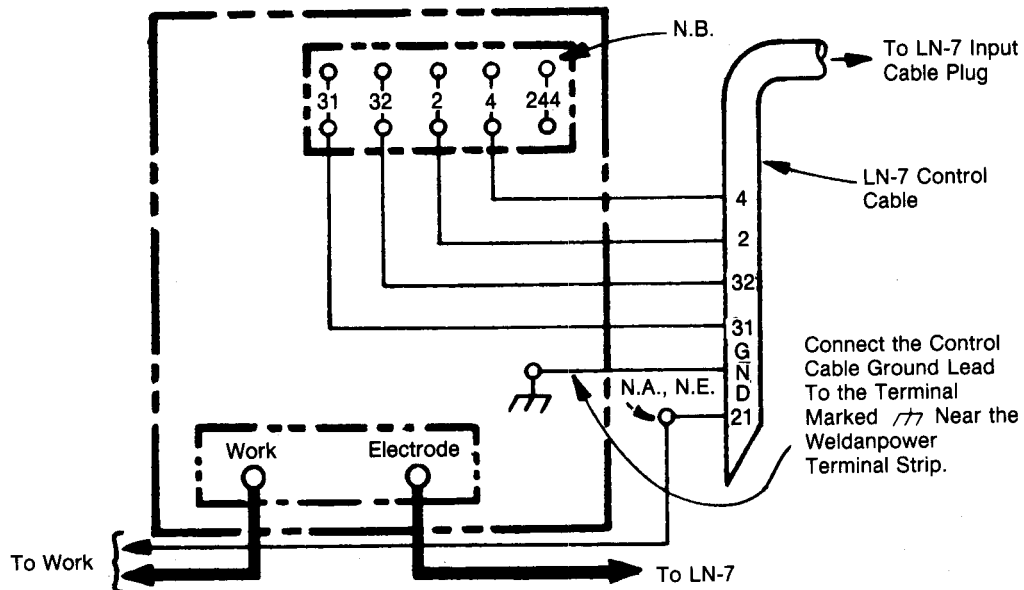 N.B.
To LN-7 Input
Cable Plug
31 32 2 4 244
LN-7 Control
Cable
4
2
32
31
GND
21
N.A., N.E.
Connect the Control
Cable Ground Lead
To the Terminal
Marked Near the
Weldanpower
Terminal Strip.
Work
Electrode
To Work
To LN-7